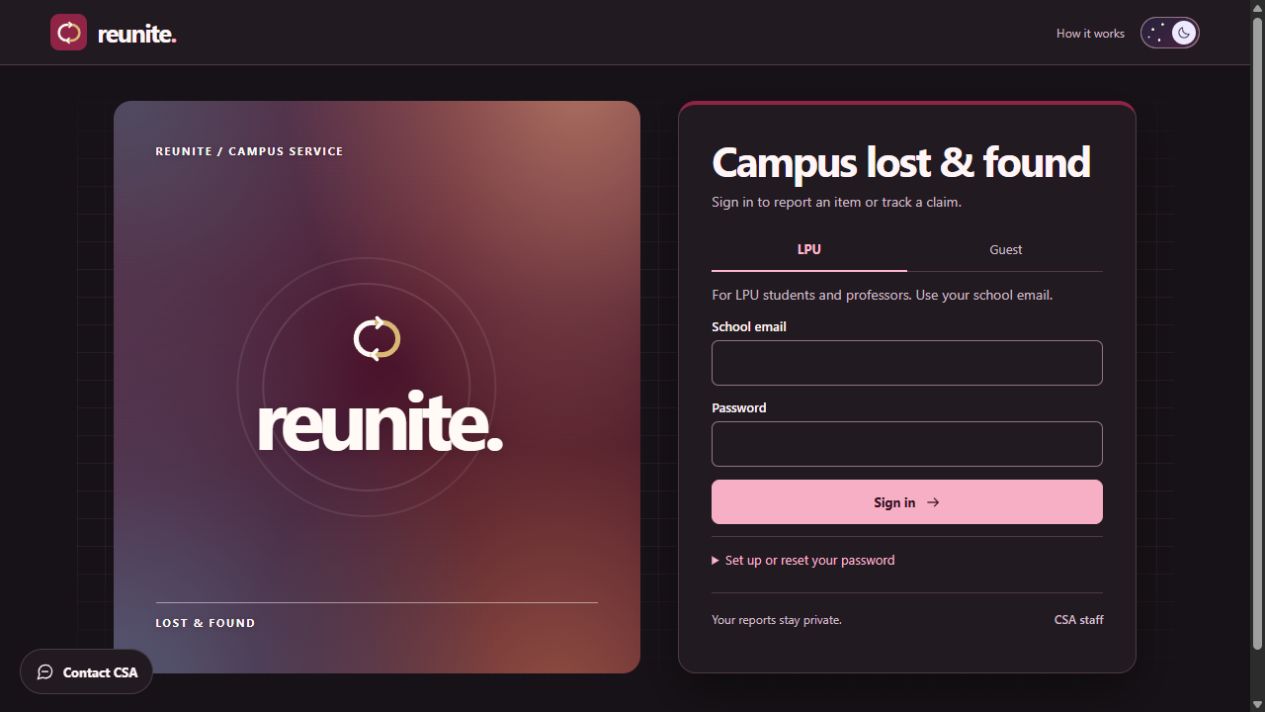 reunite.
How it works
REUNITE / CAMPUS SERVICE
reunite.
LOST & FOUND
Campus lost & found
Sign in to report an item or track a claim.
LPU
Guest
For LPU students and professors. Use your school email.
School email
Password
Sign in →
Set up or reset your password
Your reports stay private.
CSA staff
Contact CSA